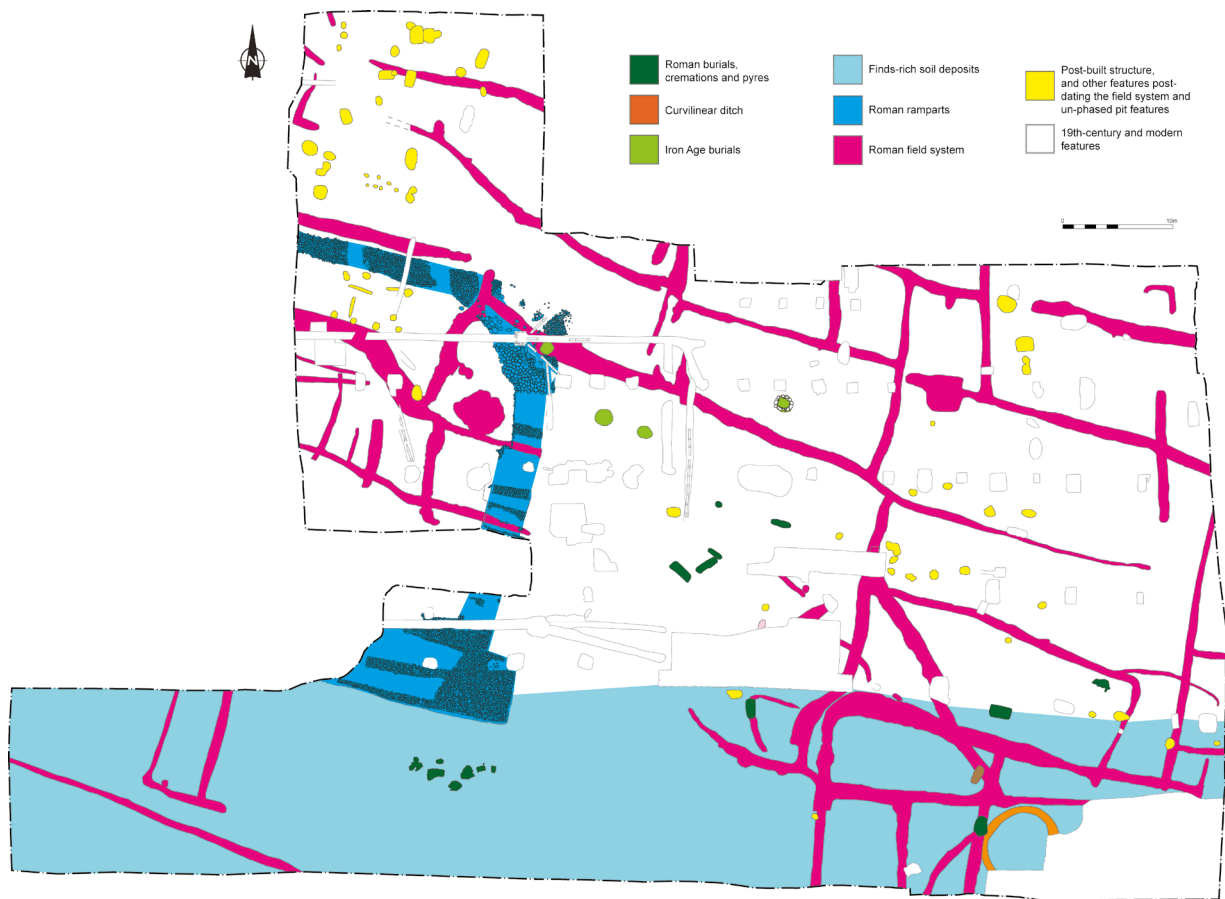 N
Roman burials,
cremations and pyres
Curvilinear ditch
Iron Age burials
Finds-rich soil deposits
Roman ramparts
Roman field system
Post-built structure,
and other features post-
dating the field system and
un-phased pit features
19th-century and modern
features
0
10m